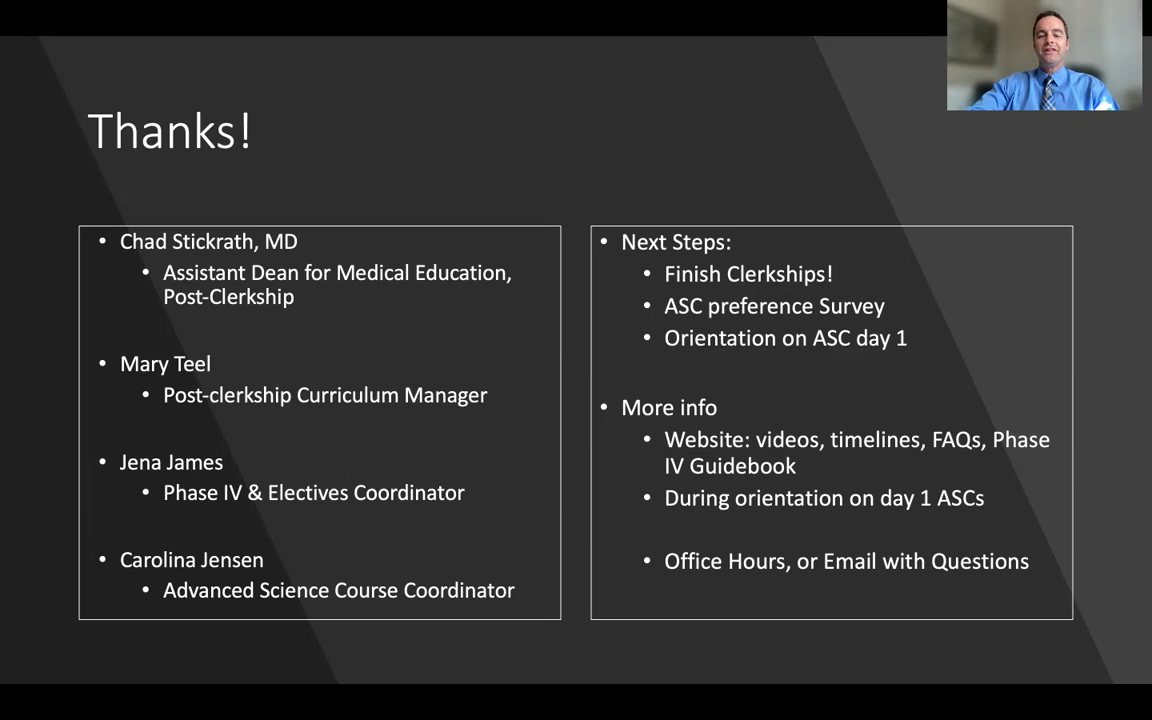 Thanks!
• Chad Stickrath, MD
• Assistant Dean for Medical Education,
Post-Clerkship
• Mary Teel
• Post-clerkship Curriculum Manager
• Jena James
• Phase IV & Electives Coordinator
• Carolina Jensen
• Advanced Science Course Coordinator
• Next Steps:
• Finish Clerkships!
• ASC preference Survey
• Orientation on ASC day 1
• More info
• Website: videos, timelines, FAQs, Phase
IV Guidebook
• During orientation on day 1 ASCs
• Office Hours, or Email with Questions